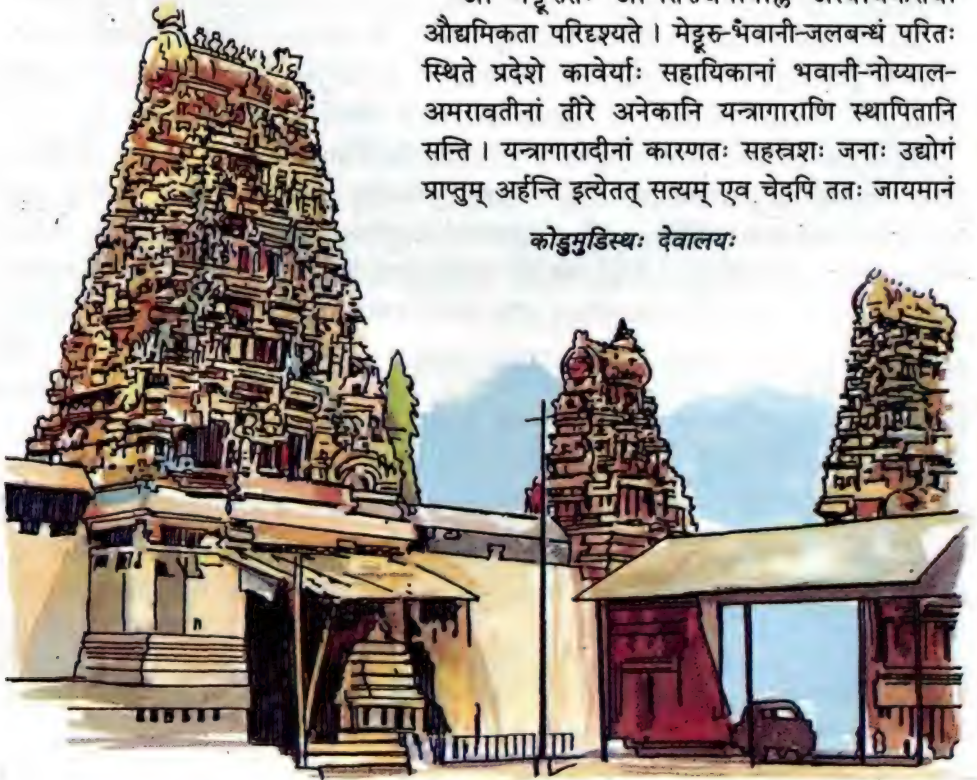 औद्यमिकता परिदृश्यते । मेट्टूरु-भवानी-जलबन्धं परितः
स्थिते प्रदेशे कावेर्याः सहायिकानां भवानी-नोय्याल-
अमरावतीनां तीरे अनेकानि यन्त्रागाराणि स्थापितानि
सन्ति । यन्त्रागारादीनां कारणतः सहस्रशः जनाः उद्योगं
प्राप्तुम् अर्हन्ति इत्येतत् सत्यम् एव चेदपि ततः जायमानं
कोडुमुडिस्थः देवालयः